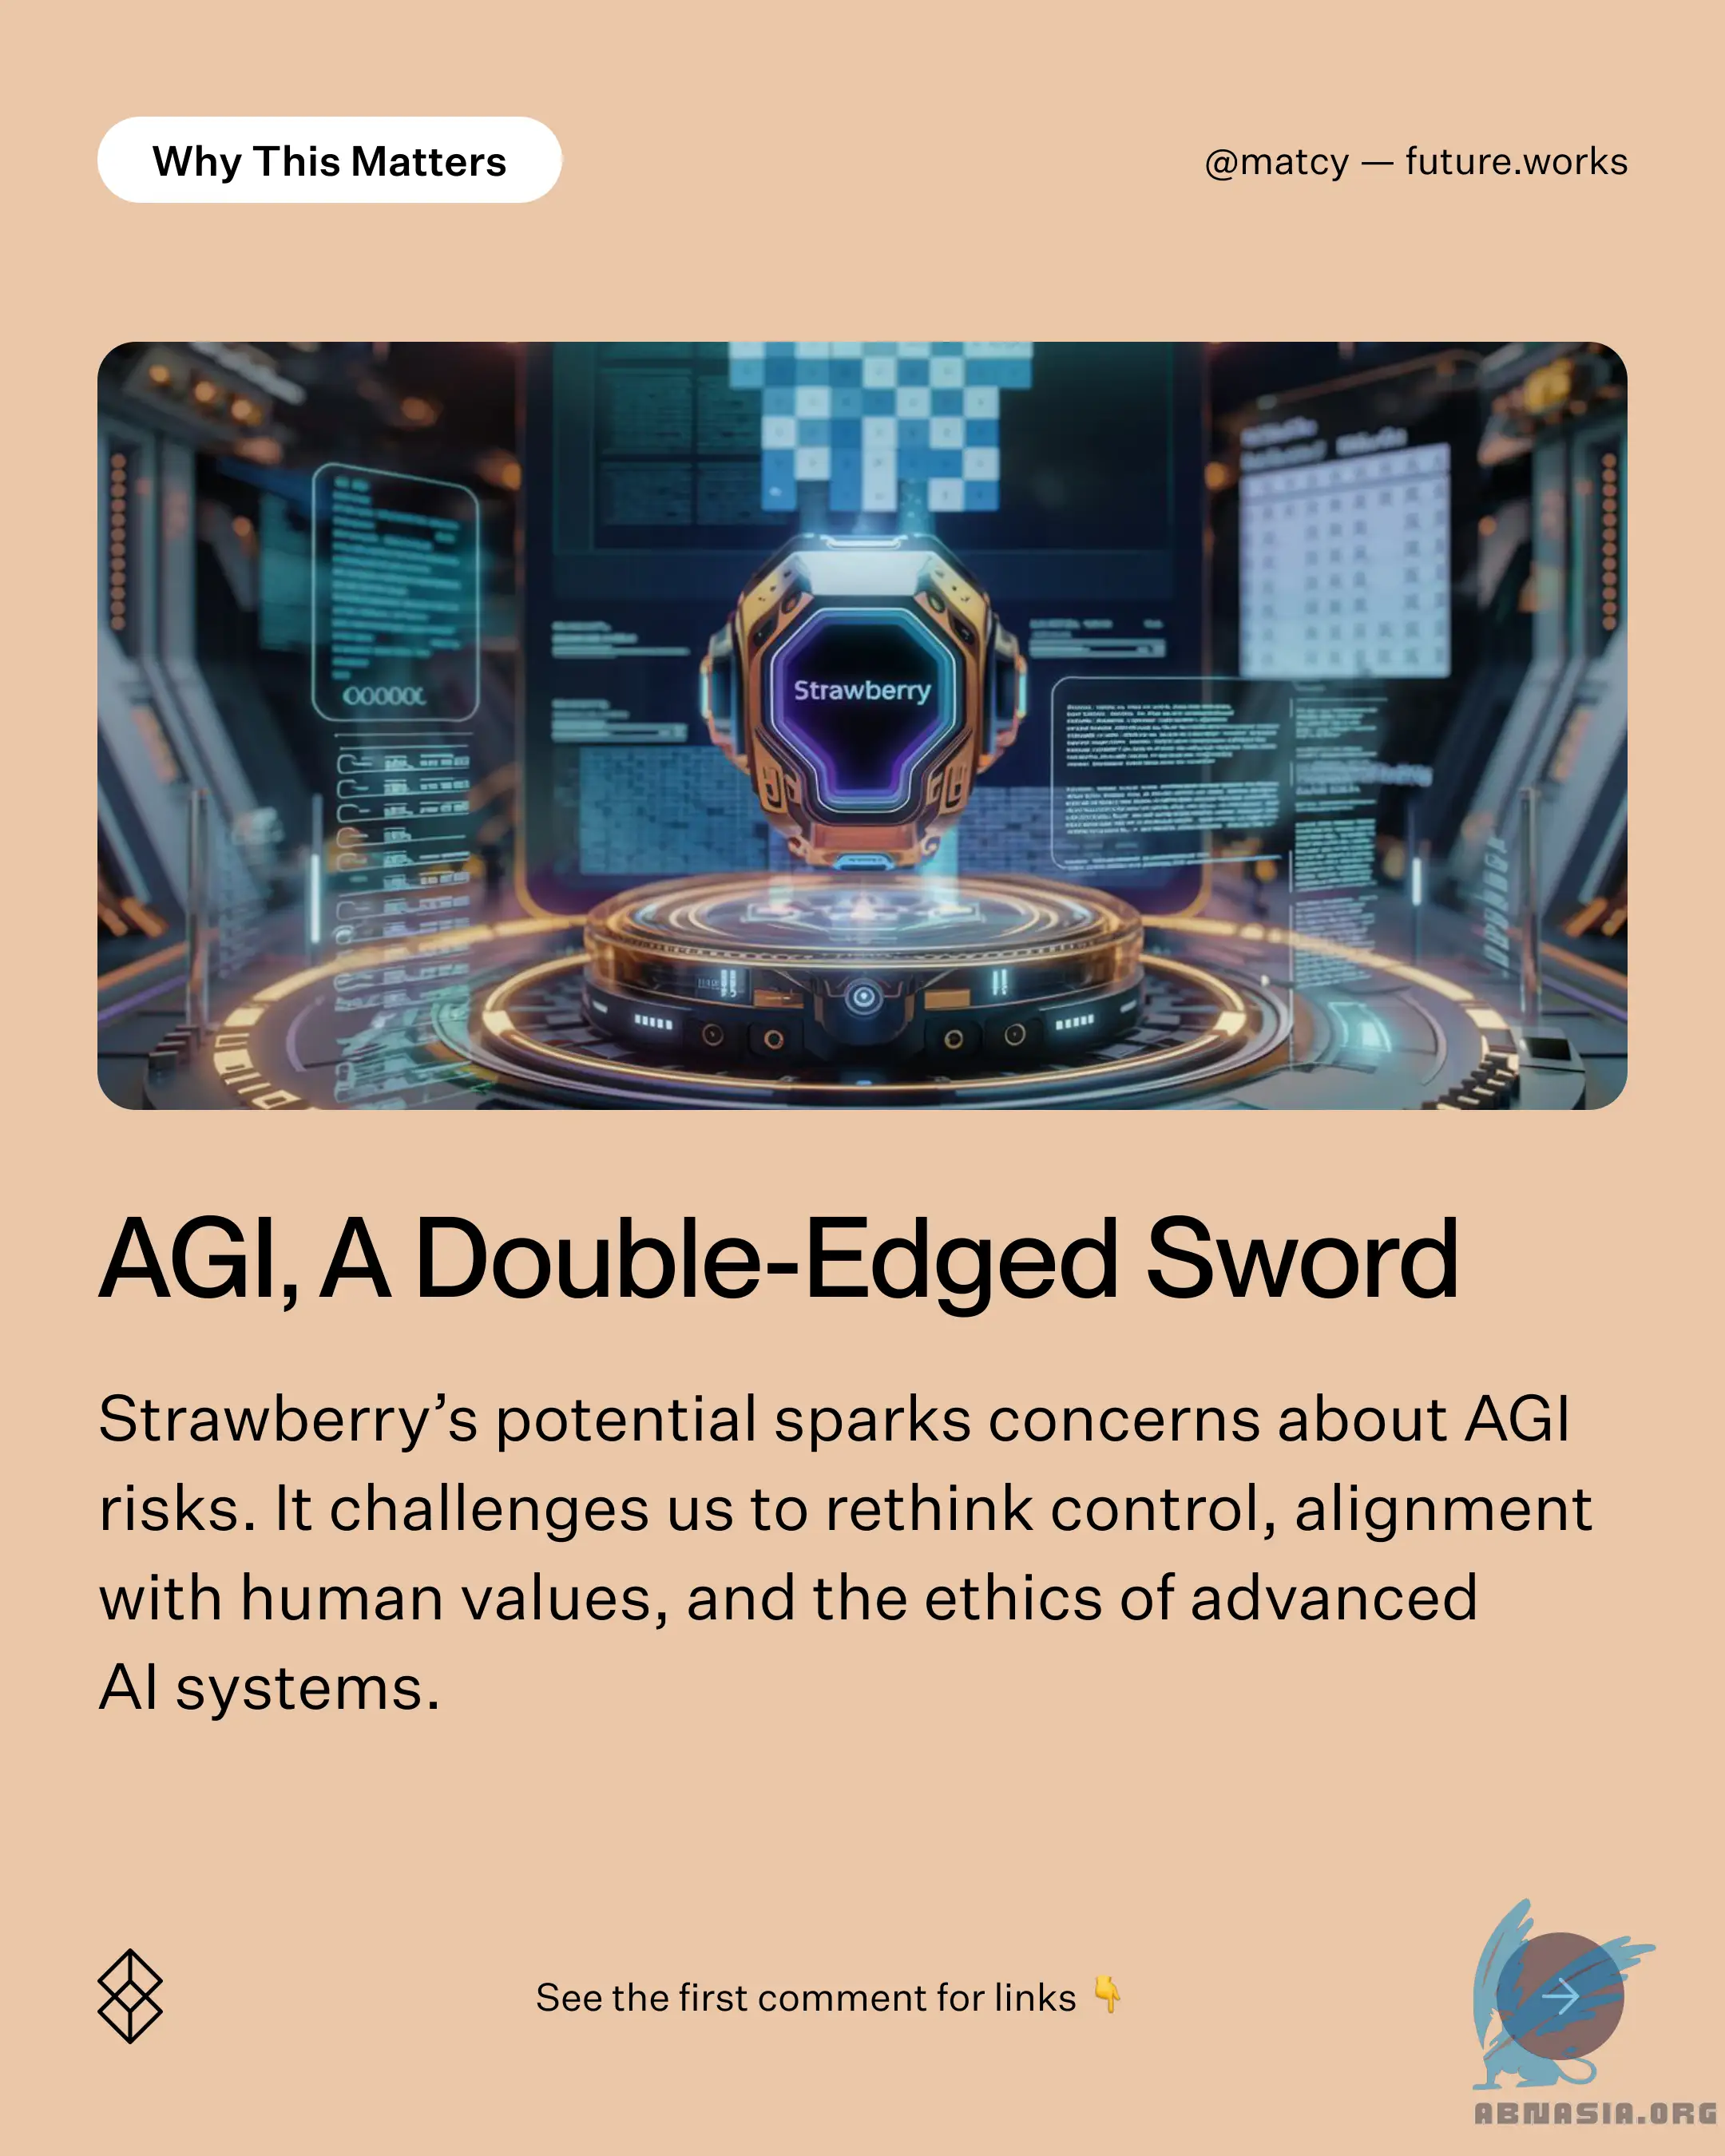 Why This Matters
@matcy — future.works
Strawberry
AGI, A Double-Edged Sword
Strawberry’s potential sparks concerns about AGI
risks. It challenges us to rethink control, alignment
with human values, and the ethics of advanced
AI systems.
See the first comment for links 👇
ABNASIA.ORG